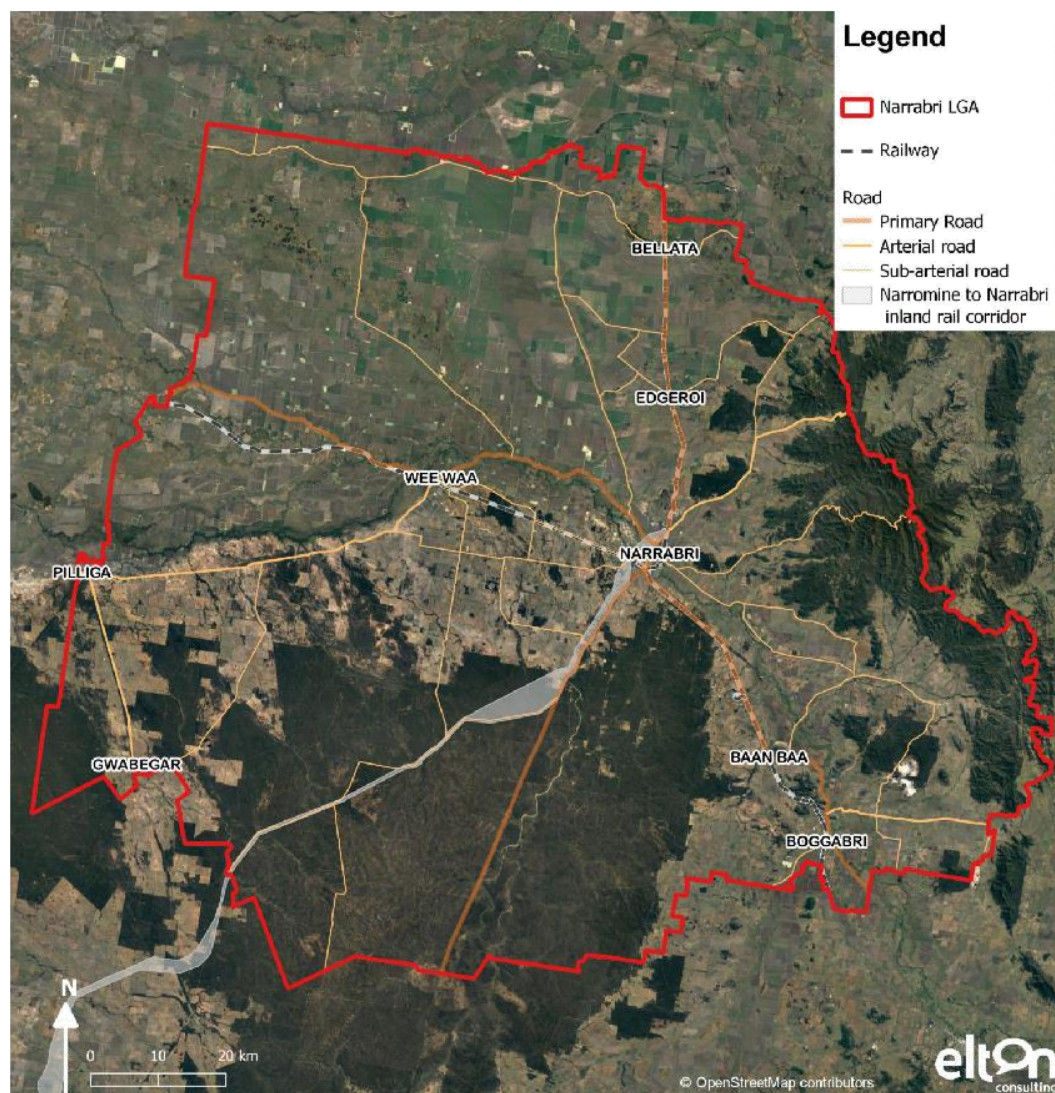 Legend
Narrabri LGA
Railway
Road
Primary Road
Arterial road
Sub-arterial road
Narromine to Narrabri
inland rail corridor
BELLATA
EDGEROI
WEE WAA
NARRABRI
PILLIGA
GWABEGAR
BAAN BAA
BOGGABRI
N
0 10 20 km
© OpenStreetMap contributors
elton
consulting